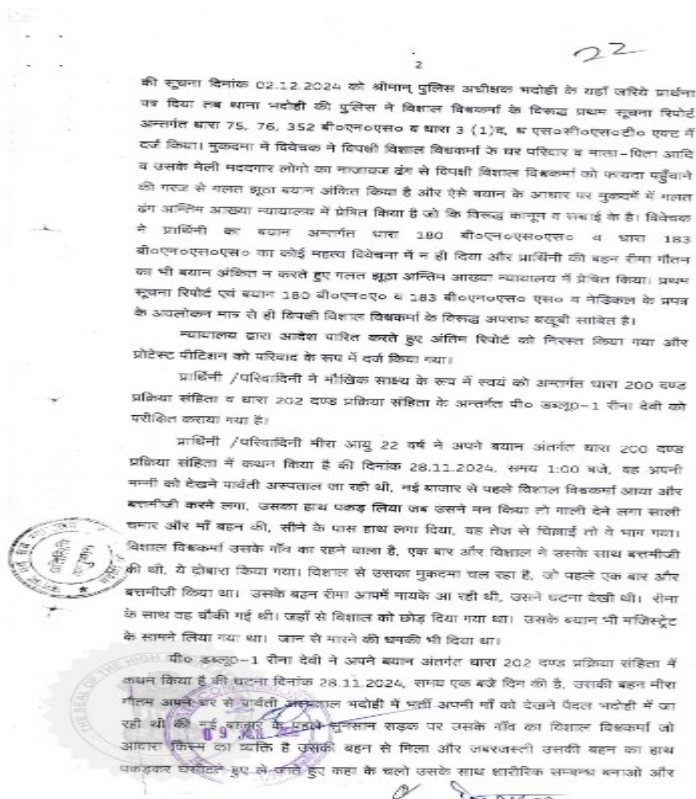 22
2
की सूचना दिनांक 02.12.2024 को श्रीमान् पुलिस अधीक्षक भदोही के यहाँ जरिये प्रार्थना
पत्र दिया तब थाना भदोही की पुलिस ने विशाल विश्वकर्मा के विरूद्ध प्रथम सूचना रिपोर्ट
अन्तर्गत धारा 75, 76, 352 बी०एन०एस० व धारा 3 (1)द, ध एस०सी०एस०टी० एक्ट में
दर्ज किया। मुकदमा में विवेचक ने विपक्षी विशाल विश्वकर्मा के घर परिवार व माता-पिता आदि
व उसके मेली मददगार लोगो का नाजायज ढंग से विपक्षी विशाल विश्वकर्मा को फायदा पहुँचाने
की गरज से गलत झूठा बयान अंकित किया है और ऐसे बयान के आधार पर मुकदमें में गलत
ढंग अन्तिम आख्या न्यायालय में प्रेषित किया है जो कि विरूद्ध कानून व सच्चाई के है। विवेचक
ने प्रार्थिनी का बयान अन्तर्गत धारा 180 बी०एन०एस०एस० व धारा 183
बी०एन०एस०एस० का कोई महत्व विवेचना में न ही दिया और प्रार्थिनी की बहन रीमा गौतम
का भी बयान अंकित न करते हुए गलत झूठा अन्तिम आख्या न्यायालय में प्रेषित किया। प्रथम
सूचना रिपोर्ट एवं बयान 180 बी०एन०ए० व 183 बी०एन०एस० एस० व मेडिकल के प्रपत्र
के अवलोकन मात्र से ही विपक्षी विशाल विश्वकर्मा के विरूद्ध अपराध बखूबी साबित है।
न्यायालय द्वारा आदेश पारित करते हुए अंतिम रिपोर्ट को निरस्त किया गया और
प्रोटेस्ट पीटिशन को परिवाद के रूप में दर्ज किया गया।
प्रार्थिनी /परिवादिनी ने मौखिक साक्ष्य के रूप में स्वयं को अन्तर्गत धारा 200 दण्ड
प्रक्रिया संहिता व धारा 202 दण्ड प्रक्रिया संहिता के अन्तर्गत पी० डब्लू0-1 रीना देवी को
परीक्षित कराया गया है।
प्रार्थिनी /परिवादिनी मीरा आयु 22 वर्ष ने अपने बयान अंतर्गत धारा 200 दण्ड
प्रक्रिया संहिता में कथन किया है की दिनांक 28.11.2024, समय 1:00 बजे, वह अपनी
मम्मी को देखने पार्वती अस्पताल जा रही थी, नई बाजार से पहले विशाल विश्वकर्मा आया और
बत्तमीजी करने लगा, उसका हाथ पकड़ लिया जब उसने मन किया तो गाली देने लगा साली
चमार और माँ बहन की, सीने के पास हाथ लगा दिया, वह तेज से चिल्लाई तो वे भाग गया।
विशाल विश्वकर्मा उसके गाँव का रहने वाला है, एक बार और विशाल ने उसके साथ बत्तमीजी
की थी, ये दोबारा किया गया। विशाल से उसका मुकदमा चल रहा है, जो पहले एक बार और
बत्तमीजी किया था। उसके बहन रीमा आपमें मायके आ रही थी, उसने घटना देखी थी। रीना
के साथ वह चौकी गई थी। जहाँ से विशाल को छोड़ दिया गया था। उसके बयान भी मजिस्ट्रेट
के सामने लिया गया था। जान से मारने की धमकी भी दिया था।
पी० डब्लू0-1 रीना देवी ने अपने बयान अंतर्गत धारा 202 दण्ड प्रक्रिया संहिता में
कथन किया है की घटना दिनांक 28.11.2024, समय एक बजे दिन की है, उसकी बहन मीरा
गौतम अपने घर से पार्वती अस्पताल भदोही में भर्ती अपनी माँ को देखने पैदल भदोही में जा
रही थी की नई बाजार के पहले सुनसान सड़क पर उसके गाँव का विशाल विश्वकर्मा जो
आवारा किस्म का व्यक्ति है उसकी बहन से मिला और जबरजस्ती उसकी बहन का हाथ
पकड़कर घसीटते हुए ले जाते हुए कहा के चलो उसके साथ शारीरिक सम्बन्ध बनाओ और
THE SEAL OF THE HIGH